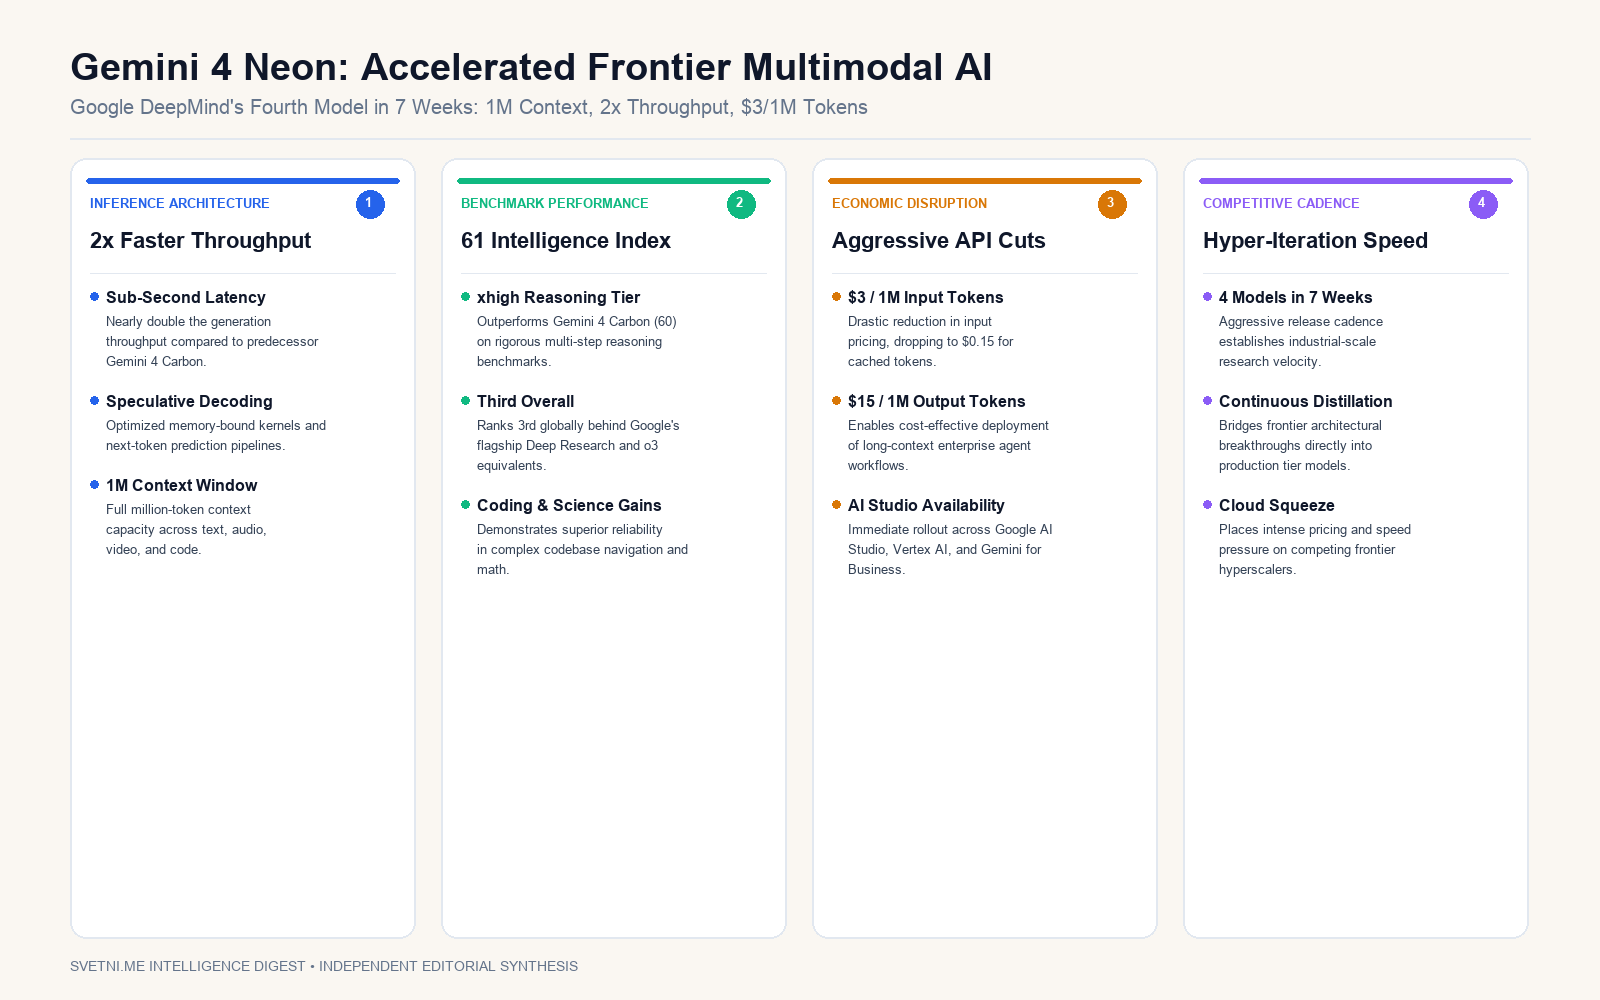 Gemini 4 Neon: Accelerated Frontier Multimodal AI
Google DeepMind's Fourth Model in 7 Weeks: 1M Context, 2x Throughput, $3/1M Tokens
INFERENCE ARCHITECTURE
1
2x Faster Throughput
Sub-Second Latency
Nearly double the generation
throughput compared to predecessor
Gemini 4 Carbon.
Speculative Decoding
Optimized memory-bound kernels and
next-token prediction pipelines.
1M Context Window
Full million-token context
capacity across text, audio,
video, and code.
BENCHMARK PERFORMANCE
2
61 Intelligence Index
xhigh Reasoning Tier
Outperforms Gemini 4 Carbon (60)
on rigorous multi-step reasoning
benchmarks.
Third Overall
Ranks 3rd globally behind Google's
flagship Deep Research and o3
equivalents.
Coding & Science Gains
Demonstrates superior reliability
in complex codebase navigation and
math.
ECONOMIC DISRUPTION
3
Aggressive API Cuts
$3 / 1M Input Tokens
Drastic reduction in input
pricing, dropping to $0.15 for
cached tokens.
$15 / 1M Output Tokens
Enables cost-effective deployment
of long-context enterprise agent
workflows.
AI Studio Availability
Immediate rollout across Google AI
Studio, Vertex AI, and Gemini for
Business.
COMPETITIVE CADENCE
4
Hyper-Iteration Speed
4 Models in 7 Weeks
Aggressive release cadence
establishes industrial-scale
research velocity.
Continuous Distillation
Bridges frontier architectural
breakthroughs directly into
production tier models.
Cloud Squeeze
Places intense pricing and speed
pressure on competing frontier
hyperscalers.
SVETNI.ME INTELLIGENCE DIGEST • INDEPENDENT EDITORIAL SYNTHESIS